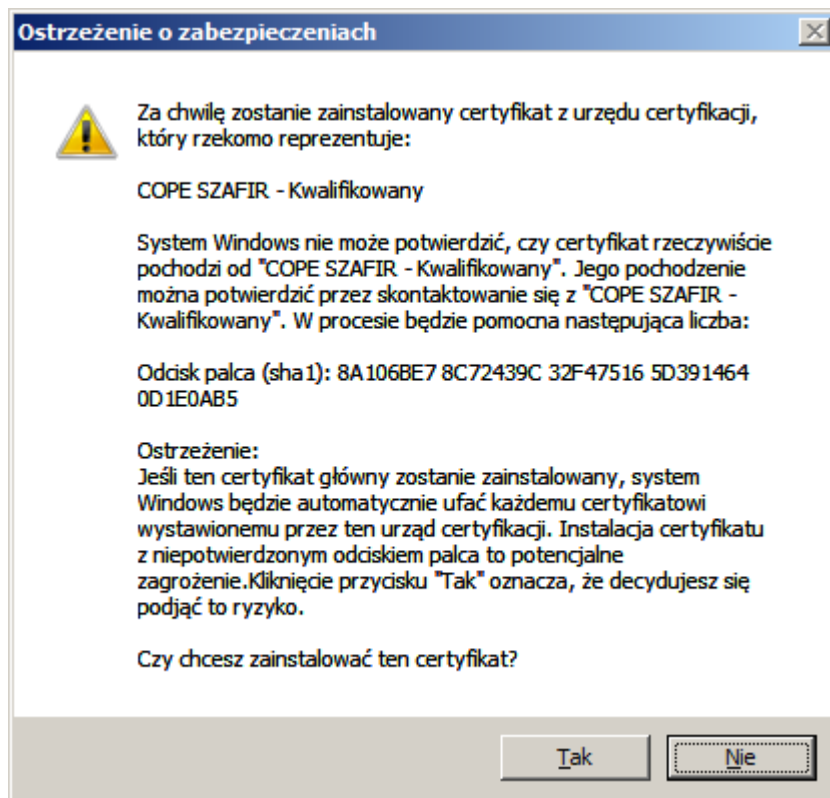 Ostrzeżenie o zabezpieczeniach
Za chwilę zostanie zainstalowany certyfikat z urzędu certyfikacji,
który rzekomo reprezentuje:
COPE SZAFIR - Kwalifikowany
System Windows nie może potwierdzić, czy certyfikat rzeczywiście
pochodzi od "COPE SZAFIR - Kwalifikowany". Jego pochodzenie
można potwierdzić przez skontaktowanie się z "COPE SZAFIR -
Kwalifikowany". W procesie będzie pomocna następująca liczba:
Odcisk palca (sha1): 8A106BE7 8C72439C 32F47516 5D391464
0D1E0AB5
Ostrzeżenie:
Jeśli ten certyfikat główny zostanie zainstalowany, system
Windows będzie automatycznie ufać każdemu certyfikatowi
wystawionemu przez ten urząd certyfikacji. Instalacja certyfikatu
z niepotwierdzonym odciskiem palca to potencjalne
zagrożenie.Kliknięcie przycisku "Tak" oznacza, że decydujesz się
podjąć to ryzyko.
Czy chcesz zainstalować ten certyfikat?
Tak
Nie